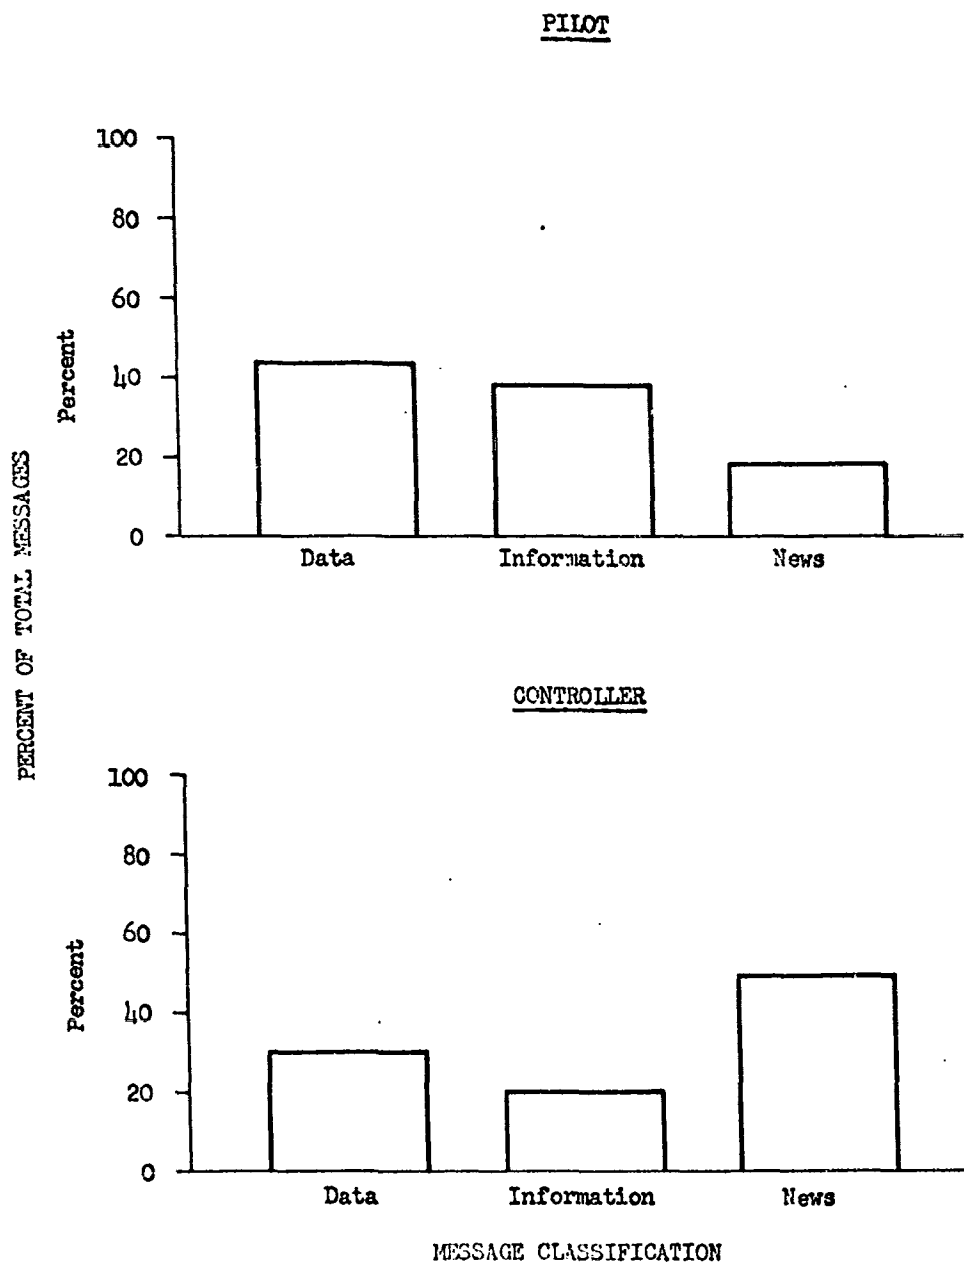 PILOT
PERCENT OF TOTAL MESSAGES
Percent
100
80
60
40
20
0
Data Information News
CONTROLLER
Percent
100
80
60
40
20
0
Data Information News
MESSAGE CLASSIFICATION